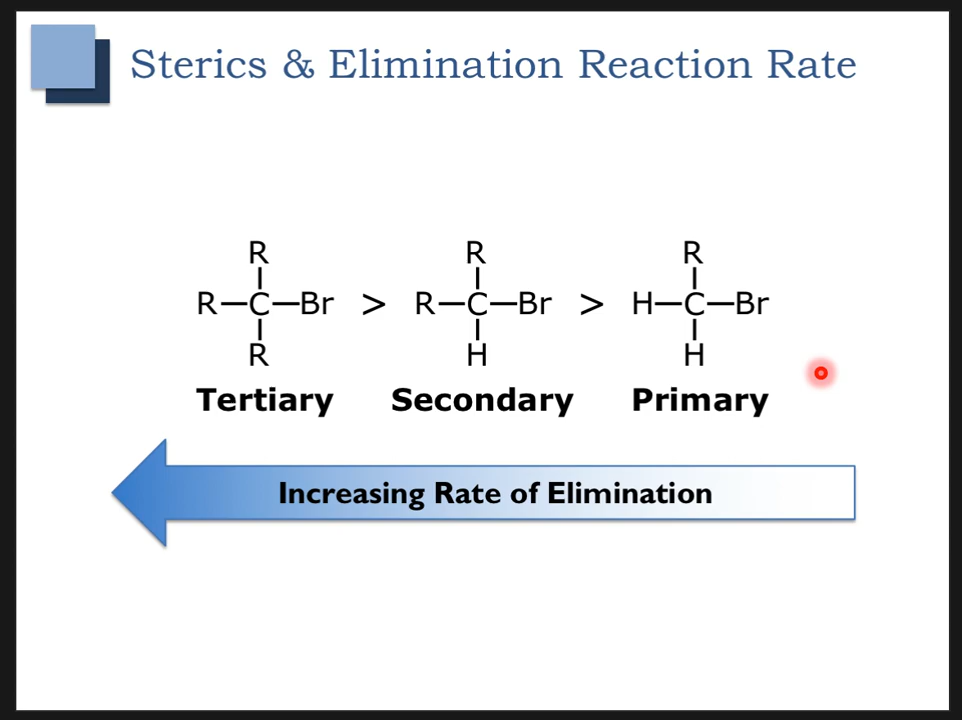 Sterics & Elimination Reaction Rate
R R R
R—C—Br > R—C—Br > H—C—Br
R H H
Tertiary Secondary Primary
Increasing Rate of Elimination